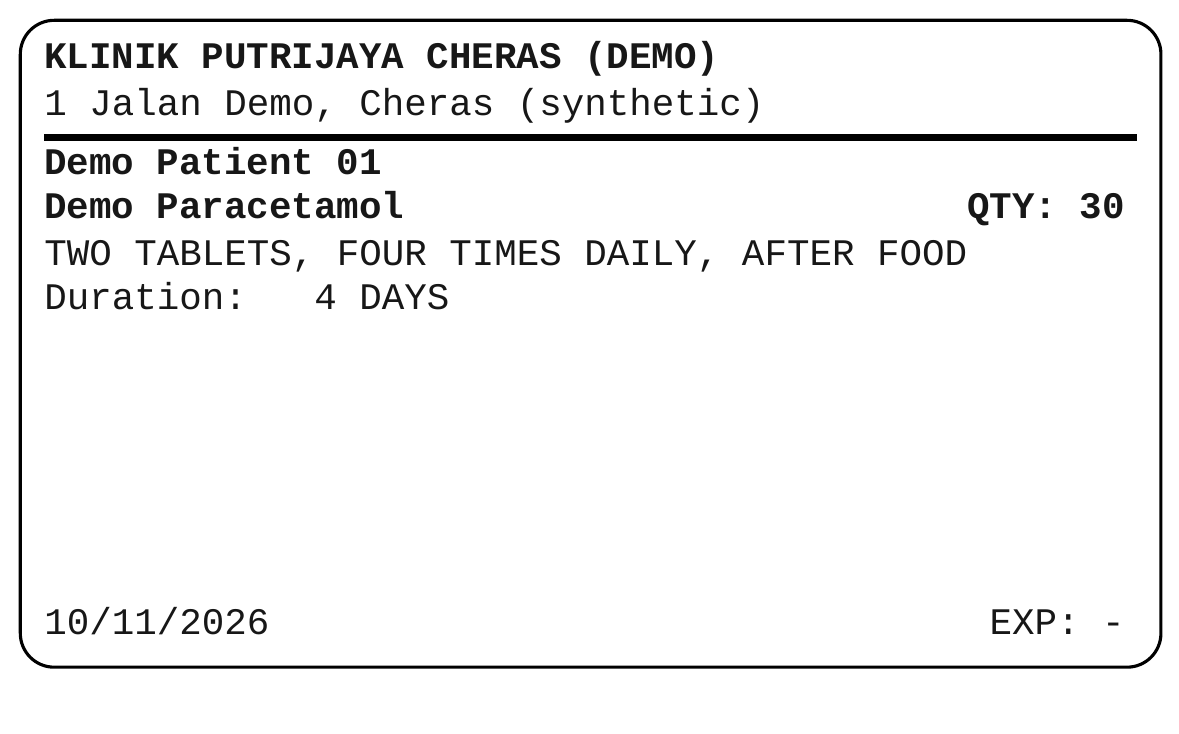 KLINIK PUTRIJAYA CHERAS (DEMO)
1 Jalan Demo, Cheras (synthetic)
Demo Patient 01
Demo Paracetamol QTY: 30
TWO TABLETS, FOUR TIMES DAILY, AFTER FOOD
Duration: 4 DAYS
10/11/2026 EXP: -